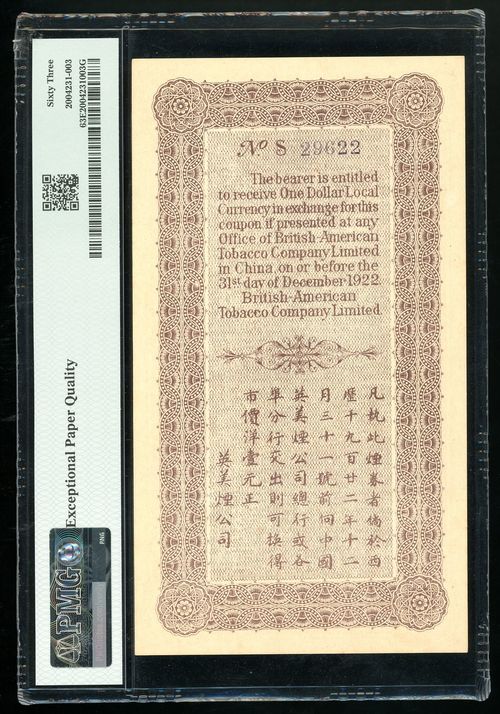 Sixty Three
2004231-003
63E2004231003G
Exceptional Paper Quality
PMG
PMG
No S 29622
The bearer is entitled
to receive One Dollar Local
Currency in exchange for this
coupon if presented at any
Office of British-American
Tobacco Company Limited
in China, on or before the
31st day of December 1922
British-American
Tobacco Company Limited.
凡執此煙券者倘於西
曆十九百廿二年十二
月三十一號前向中國
英美煙公司總行或各
埠分行交出則可換得
市價洋壹元正
英美煙公司